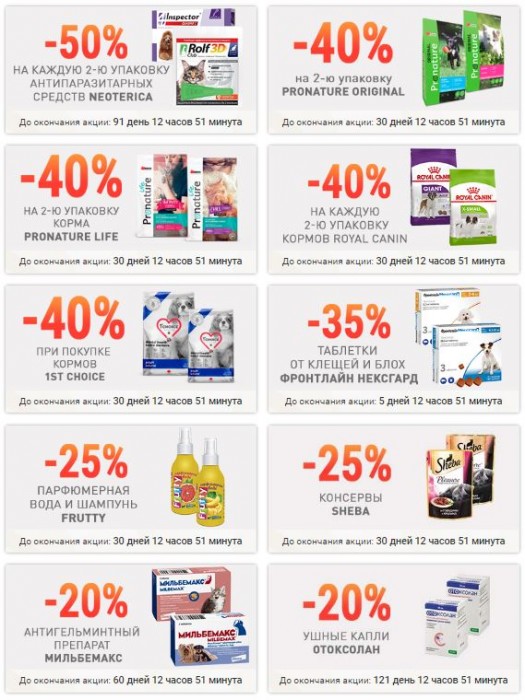 -50%
НА КАЖДУЮ 2-Ю УПАКОВКУ
АНТИПАРАЗИТАРНЫХ
СРЕДСТВ NEOTERICA
Inspector
Rolf 3D
До окончания акции: 91 день 12 часов 51 минута
-40%
на 2-ю упаковку
PRONATURE ORIGINAL
До окончания акции: 30 дней 12 часов 51 минута
-40%
НА 2-Ю УПАКОВКУ
КОРМА
PRONATURE LIFE
До окончания акции: 30 дней 12 часов 51 минута
-40%
НА КАЖДУЮ
2-Ю УПАКОВКУ
КОРМОВ ROYAL CANIN
ROYAL CANIN
GIANT
ROYAL CANIN
До окончания акции: 30 дней 12 часов 51 минута
-40%
ПРИ ПОКУПКЕ
КОРМОВ
1ST CHOICE
До окончания акции: 30 дней 12 часов 51 минута
-35%
ТАБЛЕТКИ
ОТ КЛЕЩЕЙ И БЛОХ
ФРОНТЛАЙН НЕКСГАРД
До окончания акции: 5 дней 12 часов 51 минута
-25%
ПАРФЮМЕРНАЯ
ВОДА И ШАМПУНЬ
FRUTTY
До окончания акции: 30 дней 12 часов 51 минута
-25%
КОНСЕРВЫ
SHEBA
Sheba
Sheba
До окончания акции: 30 дней 12 часов 51 минута
-20%
АНТИГЕЛЬМИНТНЫЙ
ПРЕПАРАТ
МИЛЬБЕМАКС
МИЛЬБЕМАКС
MILBEMAX
МИЛЬБЕМАКС
MILBEMAX
До окончания акции: 60 дней 12 часов 51 минута
-20%
УШНЫЕ КАПЛИ
ОТОКСОЛАН
ОТОКСОЛАН
До окончания акции: 121 день 12 часов 51 минута